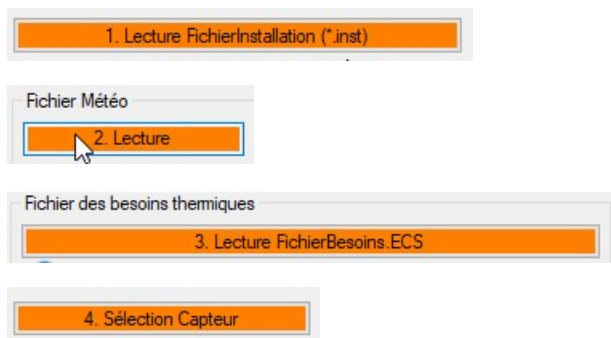 1. Lecture FichierInstallation (*.inst)
Fichier Météo
2. Lecture
Fichier des besoins thermiques
3. Lecture FichierBesoins.ECS
4. Sélection Capteur